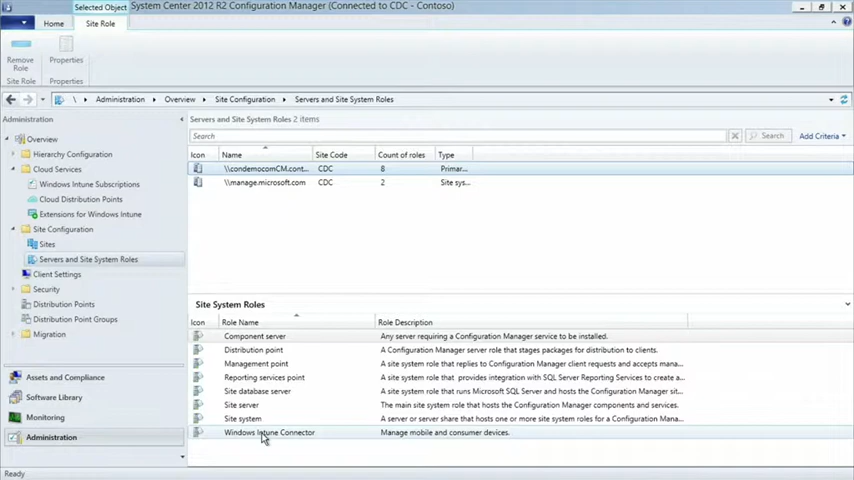 Selected Object
System Center 2012 R2 Configuration Manager (Connected to CDC - Contoso)
Home
Site Role
Remove Role
Properties
Site Role
Properties
\ Administration Overview Site Configuration Servers and Site System Roles
Administration
Overview
Hierarchy Configuration
Cloud Services
Windows Intune Subscriptions
Cloud Distribution Points
Extensions for Windows Intune
Site Configuration
Sites
Servers and Site System Roles
Client Settings
Security
Distribution Points
Distribution Point Groups
Migration
Assets and Compliance
Software Library
Monitoring
Administration
Servers and Site System Roles 2 items
Search
Search
Add Criteria
Icon Name Site Code Count of roles Type
\\condemocomCM.cont... CDC 8 Primar...
\\manage.microsoft.com CDC 2 Site sys...
Site System Roles
Icon Role Name Role Description
Component server Any server requiring a Configuration Manager service to be installed.
Distribution point A Configuration Manager server role that stages packages for distribution to clients.
Management point A site system role that replies to Configuration Manager client requests and accepts mana...
Reporting services point A site system role that provides integration with SQL Server Reporting Services to create a...
Site database server A site system role that runs Microsoft SQL Server and hosts the Configuration Manager sit...
Site server The main site system role that hosts the Configuration Manager components and services.
Site system A server or server share that hosts one or more site system roles for a Configuration Mana...
Windows Intune Connector Manage mobile and consumer devices.
Ready